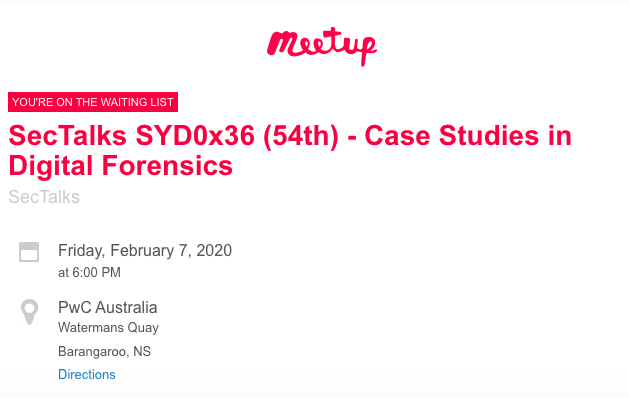 Meetup
YOU'RE ON THE WAITING LIST
SecTalks SYD0x36 (54th) - Case Studies in
Digital Forensics
SecTalks
Friday, February 7, 2020
at 6:00 PM
PwC Australia
Watermans Quay
Barangaroo, NS
Directions